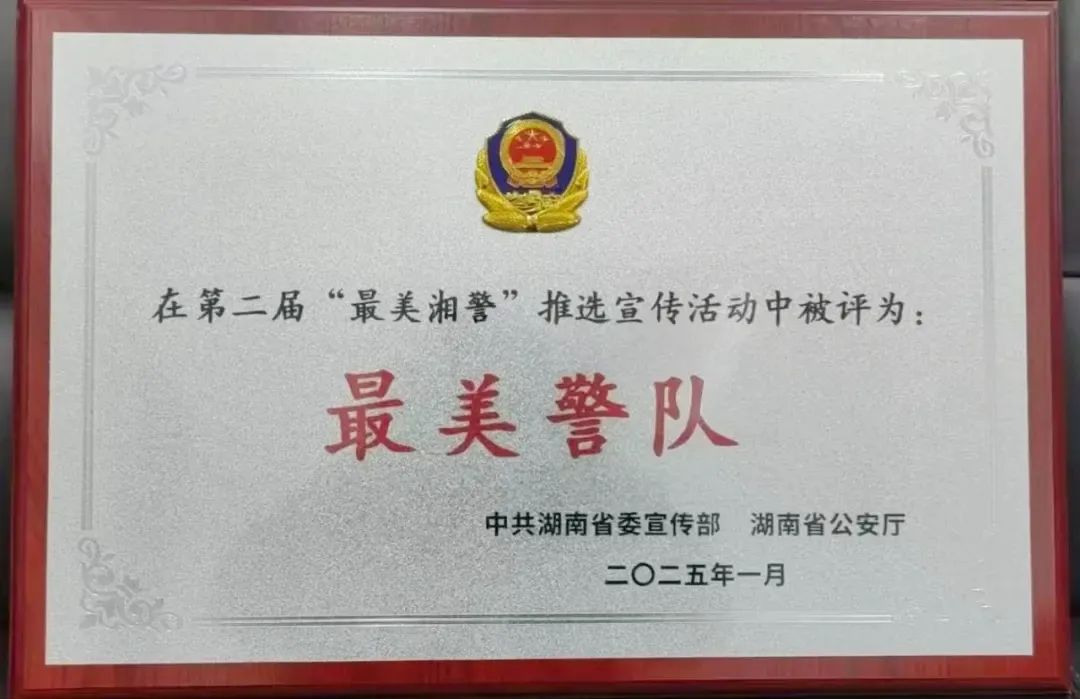 在第二届“最美湘警”推选宣传活动中被评为：
最美警队
中共湖南省委宣传部 湖南省公安厅
二〇二五年一月